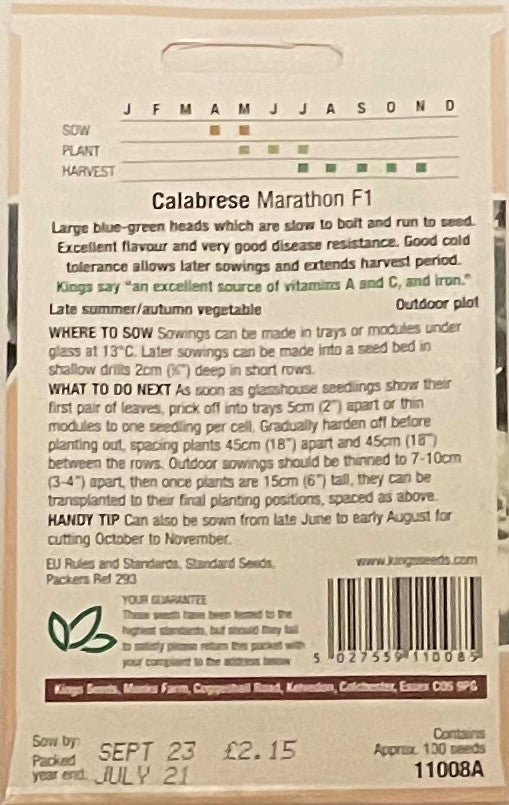 J F M A M J J A S O N D
SOW
PLANT
HARVEST
Calabrese Marathon F1
Large blue-green heads which are slow to bolt and run to seed.
Excellent flavour and very good disease resistance. Good cold
tolerance allows later sowings and extends harvest period.
Kings say "an excellent source of vitamins A and C, and iron."
Late summer/autumn vegetable Outdoor plot
WHERE TO SOW Sowings can be made in trays or modules under
glass at 13°C. Later sowings can be made into a seed bed in
shallow drills 2cm (¾") deep in short rows.
WHAT TO DO NEXT As soon as glasshouse seedlings show their
first pair of leaves, prick off into trays 5cm (2") apart or thin
modules to one seedling per cell. Gradually harden off before
planting out, spacing plants 45cm (18") apart and 45cm (18")
between the rows. Outdoor sowings should be thinned to 7-10cm
(3-4") apart, then once plants are 15cm (6") tall, they can be
transplanted to their final planting positions, spaced as above.
HANDY TIP Can also be sown from late June to early August for
cutting October to November.
EU Rules and Standards, Standard Seeds. www.kingsseeds.com
Packers Ref 293
YOUR GUARANTEE
These seeds have been tested to the
highest standards, but should they fail
to satisfy please return this packet with
your complaint to the address below
5 027559 110085
Kings Seeds, Monks Farm, Coggeshall Road, Kelvedon, Colchester, Essex CO5 9PG
Sow by: SEPT 23 £2.15
Packed
year end: JULY 21
Contains
Approx. 100 seeds
11008A